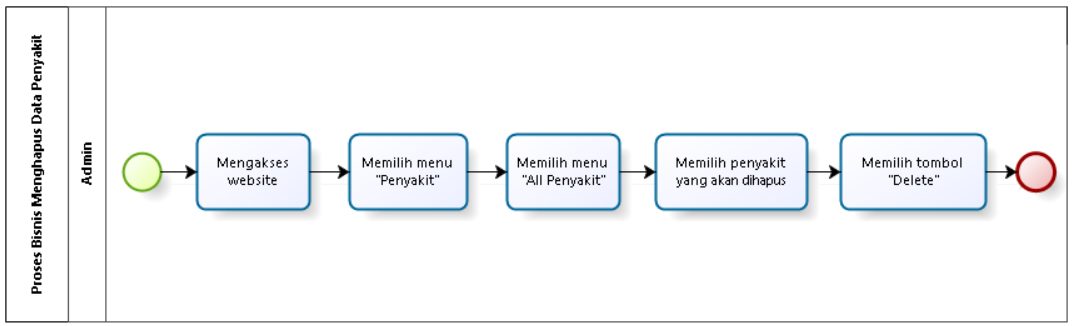 Proses Bisnis Menghapus Data Penyakit
Admin
Mengakses
website
Memilih menu
"Penyakit"
Memilih menu
"All Penyakit"
Memilih penyakit
yang akan dihapus
Memilih tombol
"Delete"